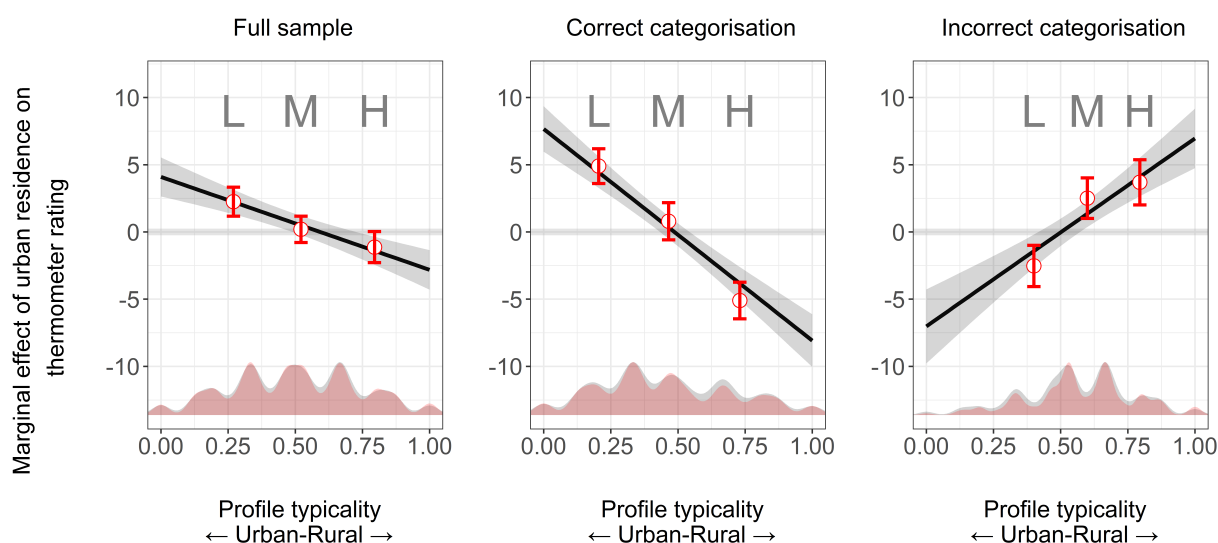 Full sample
Correct categorisation
Incorrect categorisation
Marginal effect of urban residence on
thermometer rating
10
5
0
-5
-10
L M H
0.00 0.25 0.50 0.75 1.00
Profile typicality
← Urban-Rural →
10
5
0
-5
-10
L M H
0.00 0.25 0.50 0.75 1.00
Profile typicality
← Urban-Rural →
10
5
0
-5
-10
L M H
0.00 0.25 0.50 0.75 1.00
Profile typicality
← Urban-Rural →